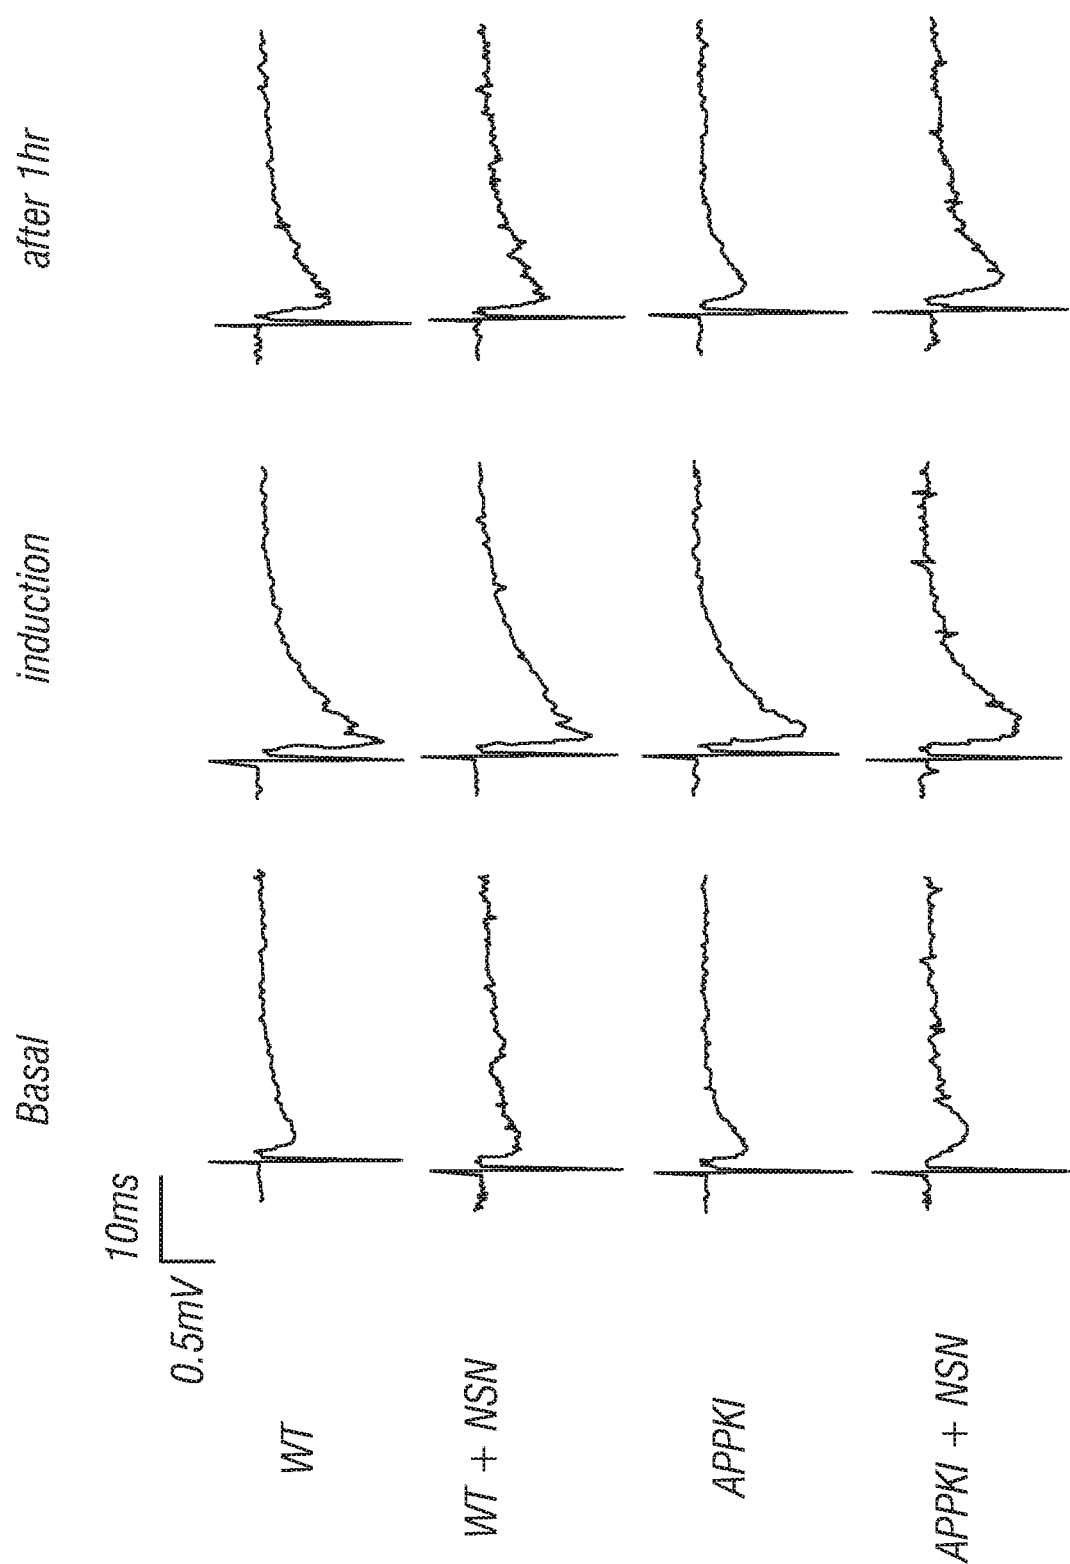 Basal
induction
after 1hr
10ms
0.5mV
WT
WT + NSN
APPKI
APPKI + NSN